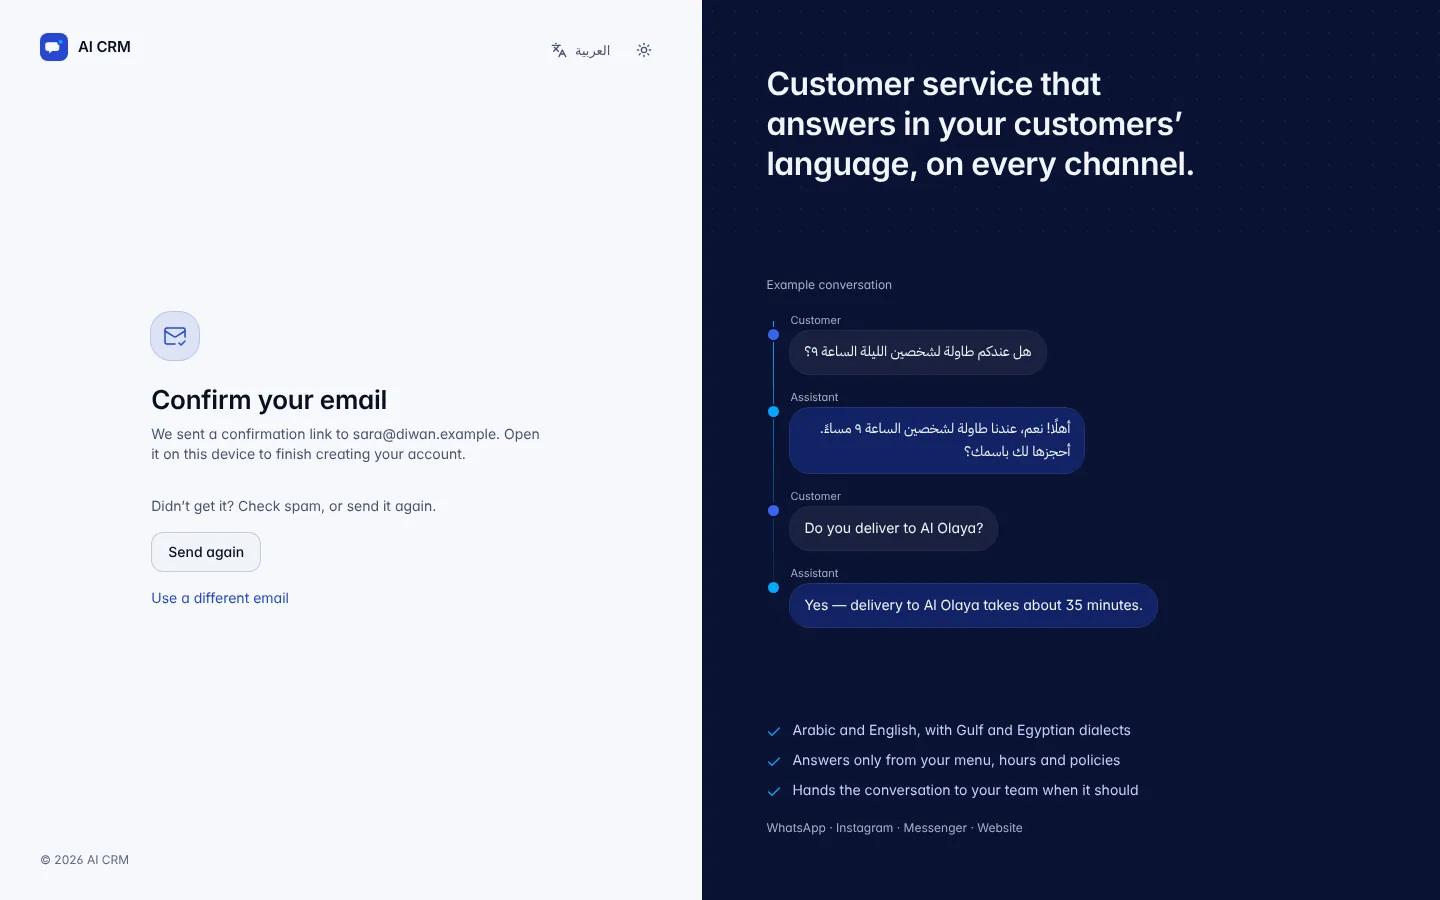 AI CRM
العربية
Confirm your email
We sent a confirmation link to sara@diwan.example. Open
it on this device to finish creating your account.
Didn’t get it? Check spam, or send it again.
Send again
Use a different email
© 2026 AI CRM
Customer service that
answers in your customers’
language, on every channel.
Example conversation
Customer
هل عندكم طاولة لشخصين الليلة الساعة ٩؟
Assistant
أهلًا! نعم، عندنا طاولة لشخصين الساعة ٩ مساءً.
أحجزها لك باسمك؟
Customer
Do you deliver to Al Olaya?
Assistant
Yes — delivery to Al Olaya takes about 35 minutes.
Arabic and English, with Gulf and Egyptian dialects
Answers only from your menu, hours and policies
Hands the conversation to your team when it should
WhatsApp · Instagram · Messenger · Website